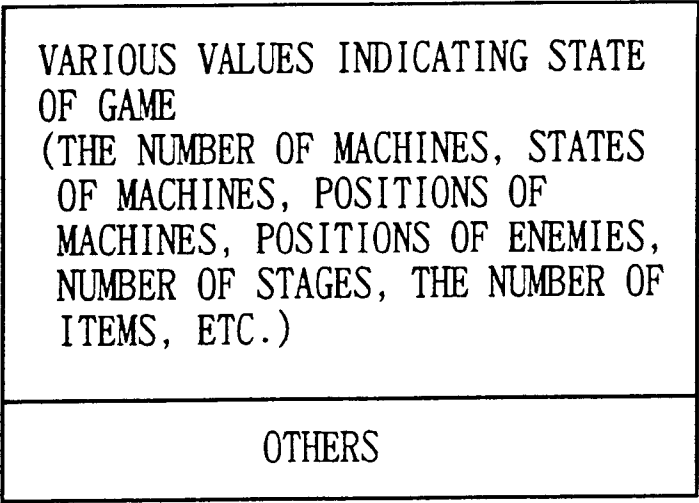 VARIOUS VALUES INDICATING STATE
OF GAME
(THE NUMBER OF MACHINES, STATES
OF MACHINES, POSITIONS OF
MACHINES, POSITIONS OF ENEMIES,
NUMBER OF STAGES, THE NUMBER OF
ITEMS, ETC.)
OTHERS